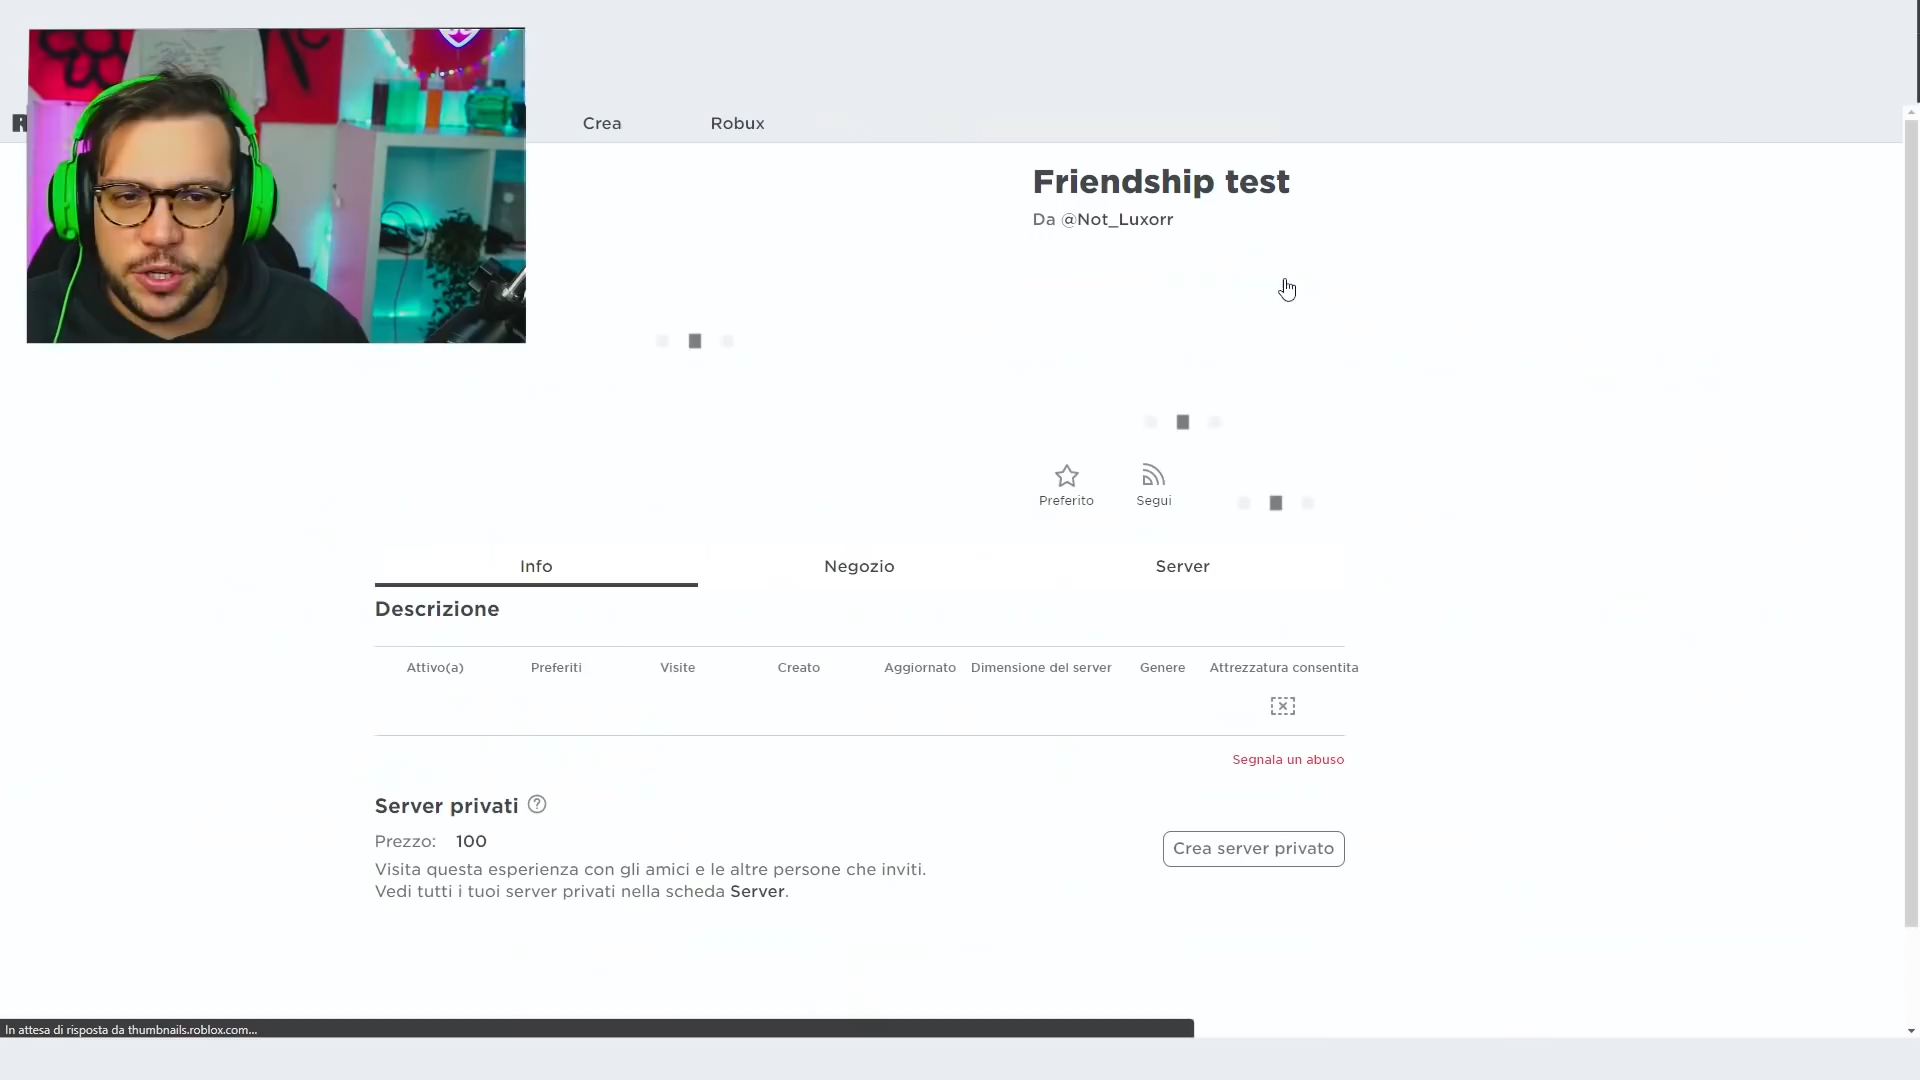 Crea
Robux
Friendship test
Da @Not_Luxorr
Preferito
Segui
Info
Negozio
Server
Descrizione
Attivo(a)
Preferiti
Visite
Creato
Aggiornato
Dimensione del server
Genere
Attrezzatura consentita
Segnala un abuso
Server privati
Prezzo: 100
Crea server privato
Visita questa esperienza con gli amici e le altre persone che inviti.
Vedi tutti i tuoi server privati nella scheda Server.
In attesa di risposta da thumbnails.roblox.com...